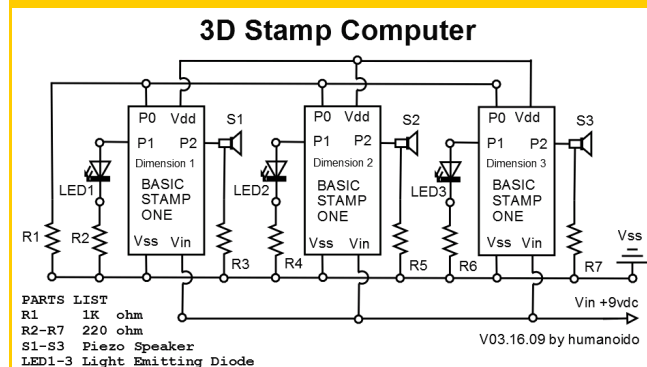 3D Stamp Computer
P0 Vdd
S1
P0 Vdd
S2
P0 Vdd
S3
P1 P2
P1 P2
P1 P2
Dimension 1
Dimension 2
Dimension 3
LED1
BASIC
STAMP
ONE
LED2
BASIC
STAMP
ONE
LED3
BASIC
STAMP
ONE
R1
R2
Vss Vin
R3
R4
Vss Vin
R5
R6
Vss Vin
R7
Vss
PARTS LIST
R1 1K ohm
R2-R7 220 ohm
S1-S3 Piezo Speaker
LED1-3 Light Emitting Diode
Vin +9vdc
V03.16.09 by humanoido